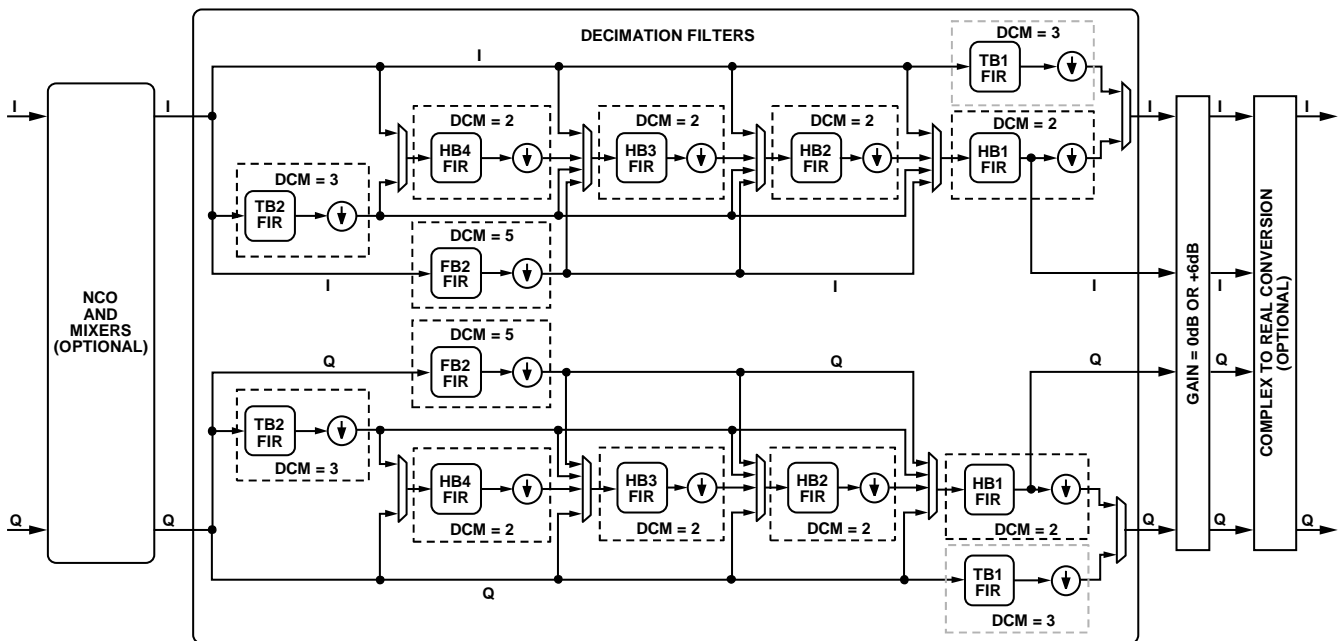 DECIMATION FILTERS
DCM = 3
TB1
FIR
I
I
I
I
I
I
DCM = 2
HB4
FIR
DCM = 2
HB3
FIR
DCM = 2
HB2
FIR
DCM = 2
HB1
FIR
DCM = 3
TB2
FIR
DCM = 5
FB2
FIR
I
I
I
I
NCO
AND
MIXERS
(OPTIONAL)
GAIN = 0dB OR +6dB
COMPLEX TO REAL CONVERSION
(OPTIONAL)
DCM = 5
FB2
FIR
Q
Q
Q
Q
TB2
FIR
DCM = 3
HB4
FIR
DCM = 2
HB3
FIR
DCM = 2
HB2
FIR
DCM = 2
HB1
FIR
DCM = 2
Q
Q
Q
Q
Q
Q
TB1
FIR
DCM = 3